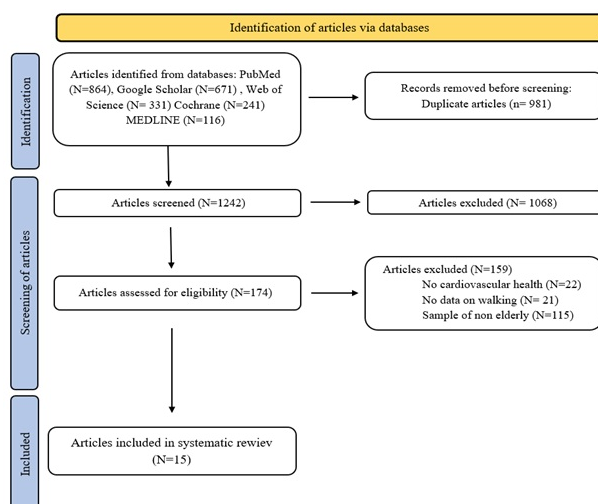 Identification of articles via databases
Identification
Articles identified from databases: PubMed
(N=864), Google Scholar (N=671) , Web of
Science (N= 331) Cochrane (N=241)
MEDLINE (N=116)
Records removed before screening:
Duplicate articles (n= 981)
Screening of articles
Articles screened (N=1242)
Articles excluded (N= 1068)
Articles assessed for eligibility (N=174)
Articles excluded (N=159)
No cardiovascular health (N=22)
No data on walking (N= 21)
Sample of non elderly (N=115)
Included
Articles included in systematic rewiev
(N=15)